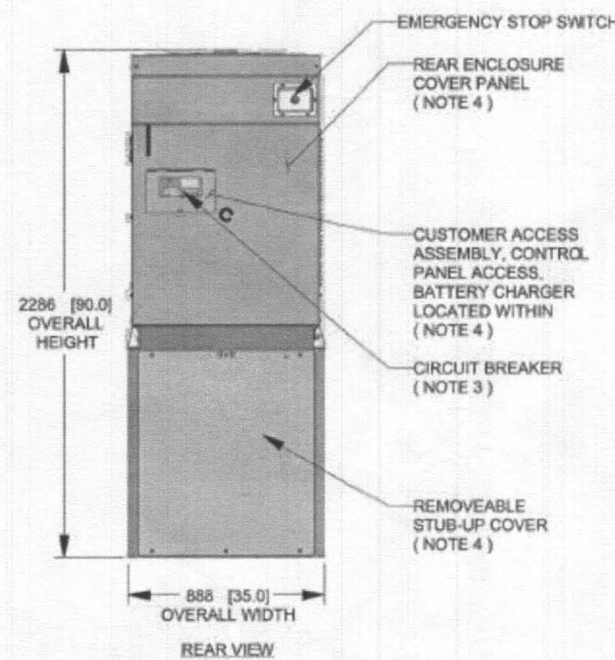 EMERGENCY STOP SWITCH
REAR ENCLOSURE
COVER PANEL
( NOTE 4 )
CUSTOMER ACCESS
ASSEMBLY, CONTROL
PANEL ACCESS,
BATTERY CHARGER
LOCATED WITHIN
( NOTE 4 )
2286 [90.0]
OVERALL
HEIGHT
CIRCUIT BREAKER
( NOTE 3 )
REMOVEABLE
STUB-UP COVER
( NOTE 4 )
888 [35.0]
OVERALL WIDTH
REAR VIEW